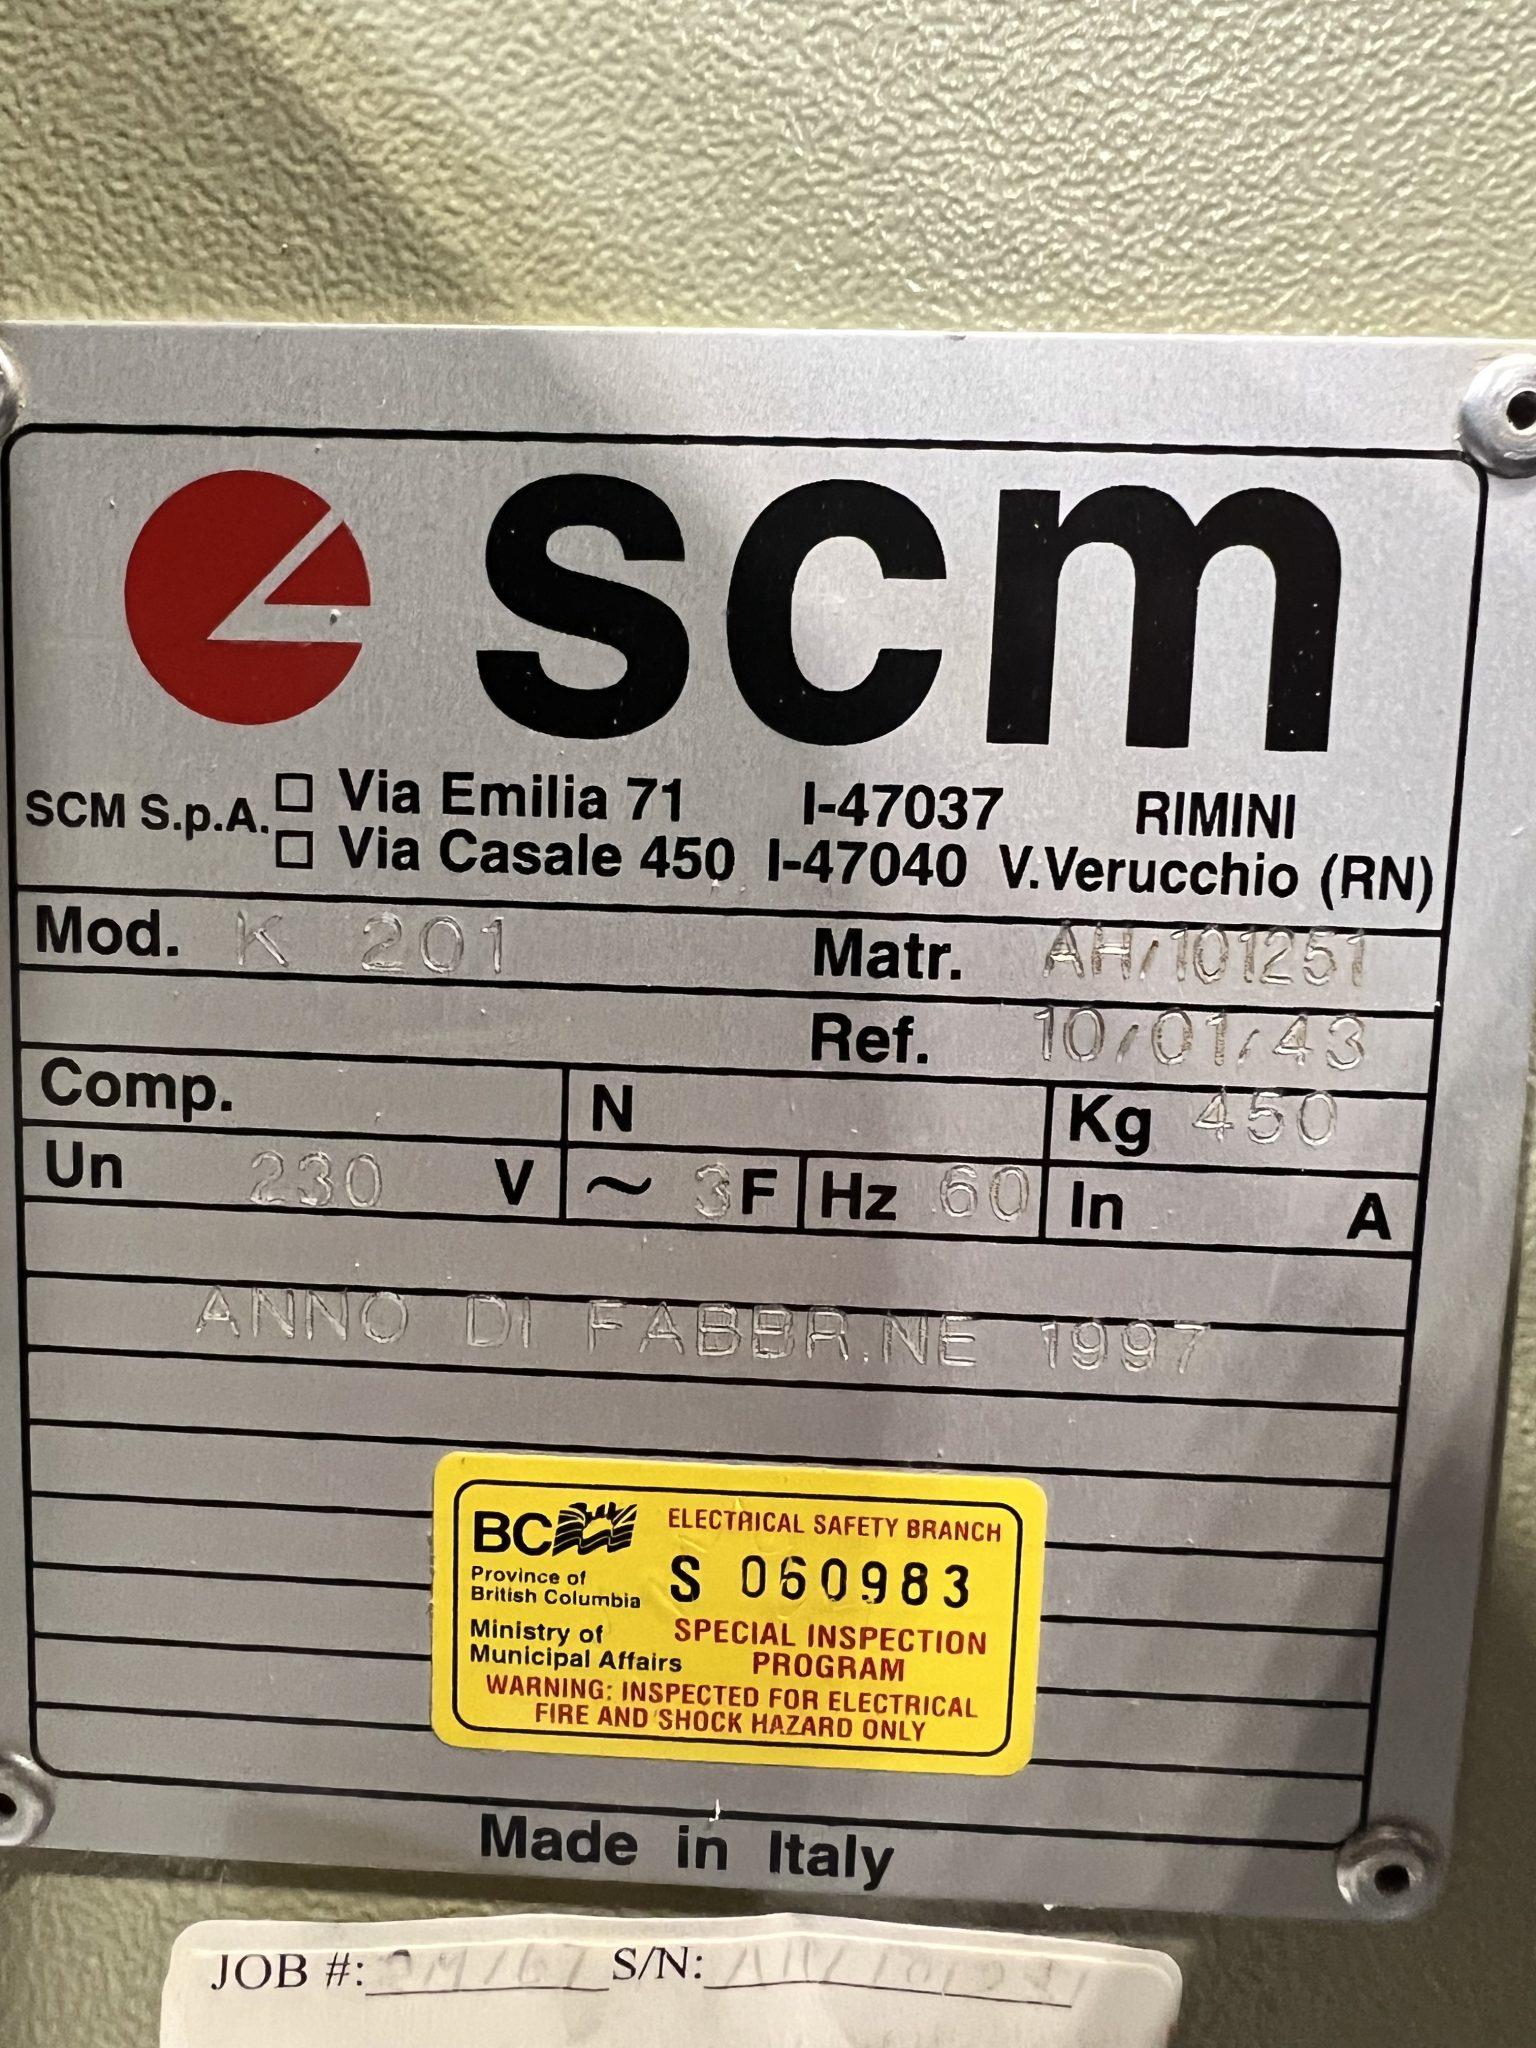 scm
SCM S.p.A. □ Via Emilia 71 I-47037 RIMINI
□ Via Casale 450 I-47040 V.Verucchio (RN)
Mod. K 201 Matr. AH/101251
Ref. 10/01/43
Comp. N Kg 450
Un 230 V ~ 3F Hz 60 In A
ANNO DI FABBR.NE 1997
BC ELECTRICAL SAFETY BRANCH
S 060983
Province of
British Columbia
Ministry of
Municipal Affairs
SPECIAL INSPECTION
PROGRAM
WARNING: INSPECTED FOR ELECTRICAL
FIRE AND SHOCK HAZARD ONLY
Made in Italy
JOB #: S/N: